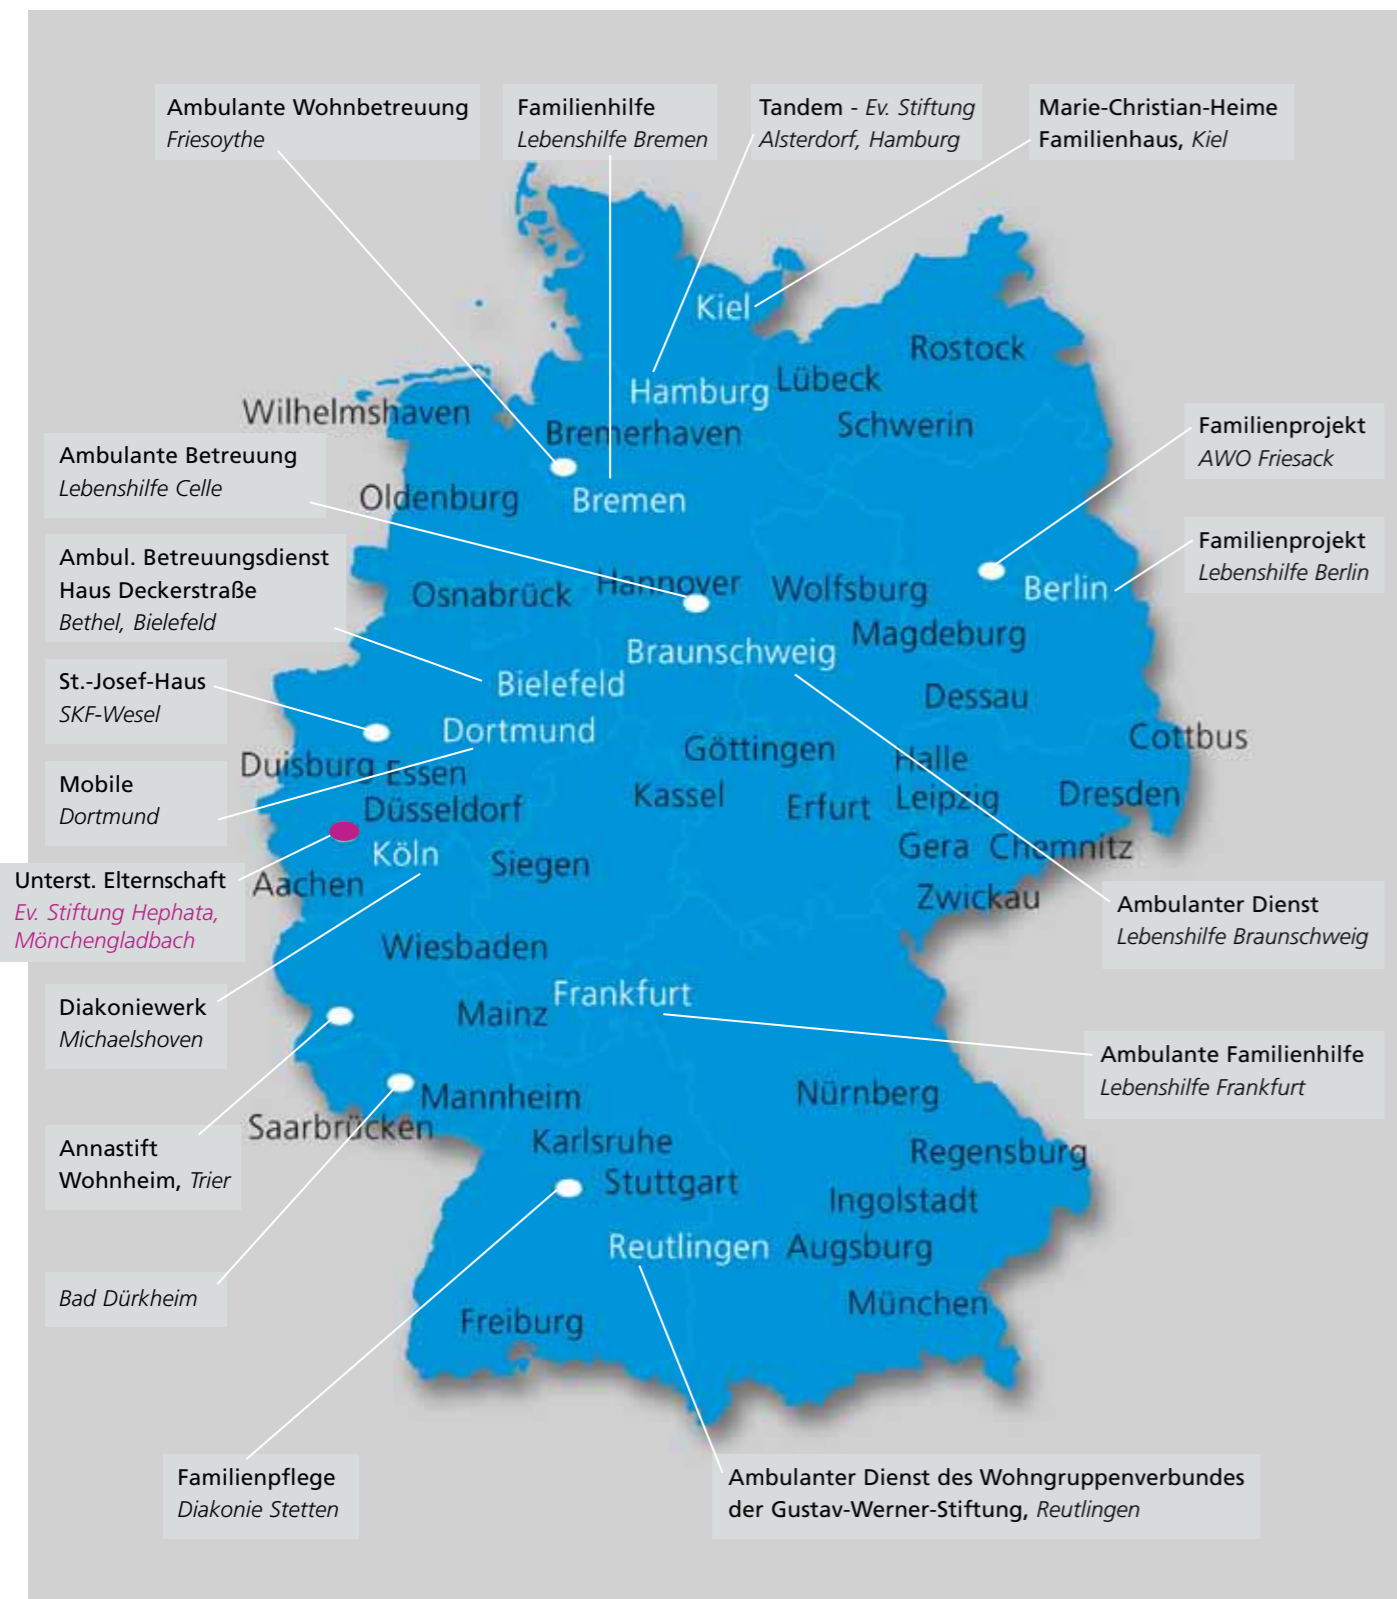 Ambulante Wohnbetreuung
Friesoythe
Familienhilfe
Lebenshilfe Bremen
Tandem - Ev. Stiftung
Alsterdorf, Hamburg
Marie-Christian-Heime
Familienhaus, Kiel
Kiel
Rostock
Lübeck
Hamburg
Wilhelmshaven
Bremerhaven
Schwerin
Familienprojekt
AWO Friesack
Ambulante Betreuung
Lebenshilfe Celle
Oldenburg
Bremen
Familienprojekt
Lebenshilfe Berlin
Ambul. Betreuungsdienst
Haus Deckerstraße
Bethel, Bielefeld
Osnabrück
Hannover
Wolfsburg
Berlin
Magdeburg
Braunschweig
Bielefeld
Dessau
St.-Josef-Haus
SKF-Wesel
Dortmund
Göttingen
Cottbus
Duisburg
Essen
Halle
Mobile
Dortmund
Düsseldorf
Kassel
Erfurt
Leipzig
Dresden
Köln
Siegen
Gera
Chemnitz
Aachen
Zwickau
Unterst. Elternschaft
Ev. Stiftung Hephata,
Mönchengladbach
Ambulanter Dienst
Lebenshilfe Braunschweig
Wiesbaden
Frankfurt
Mainz
Diakoniewerk
Michaelshoven
Ambulante Familienhilfe
Lebenshilfe Frankfurt
Mannheim
Nürnberg
Saarbrücken
Karlsruhe
Regensburg
Annastift
Wohnheim, Trier
Stuttgart
Ingolstadt
Reutlingen
Augsburg
Bad Dürkheim
München
Freiburg
Familienpflege
Diakonie Stetten
Ambulanter Dienst des Wohngruppenverbundes
der Gustav-Werner-Stiftung, Reutlingen